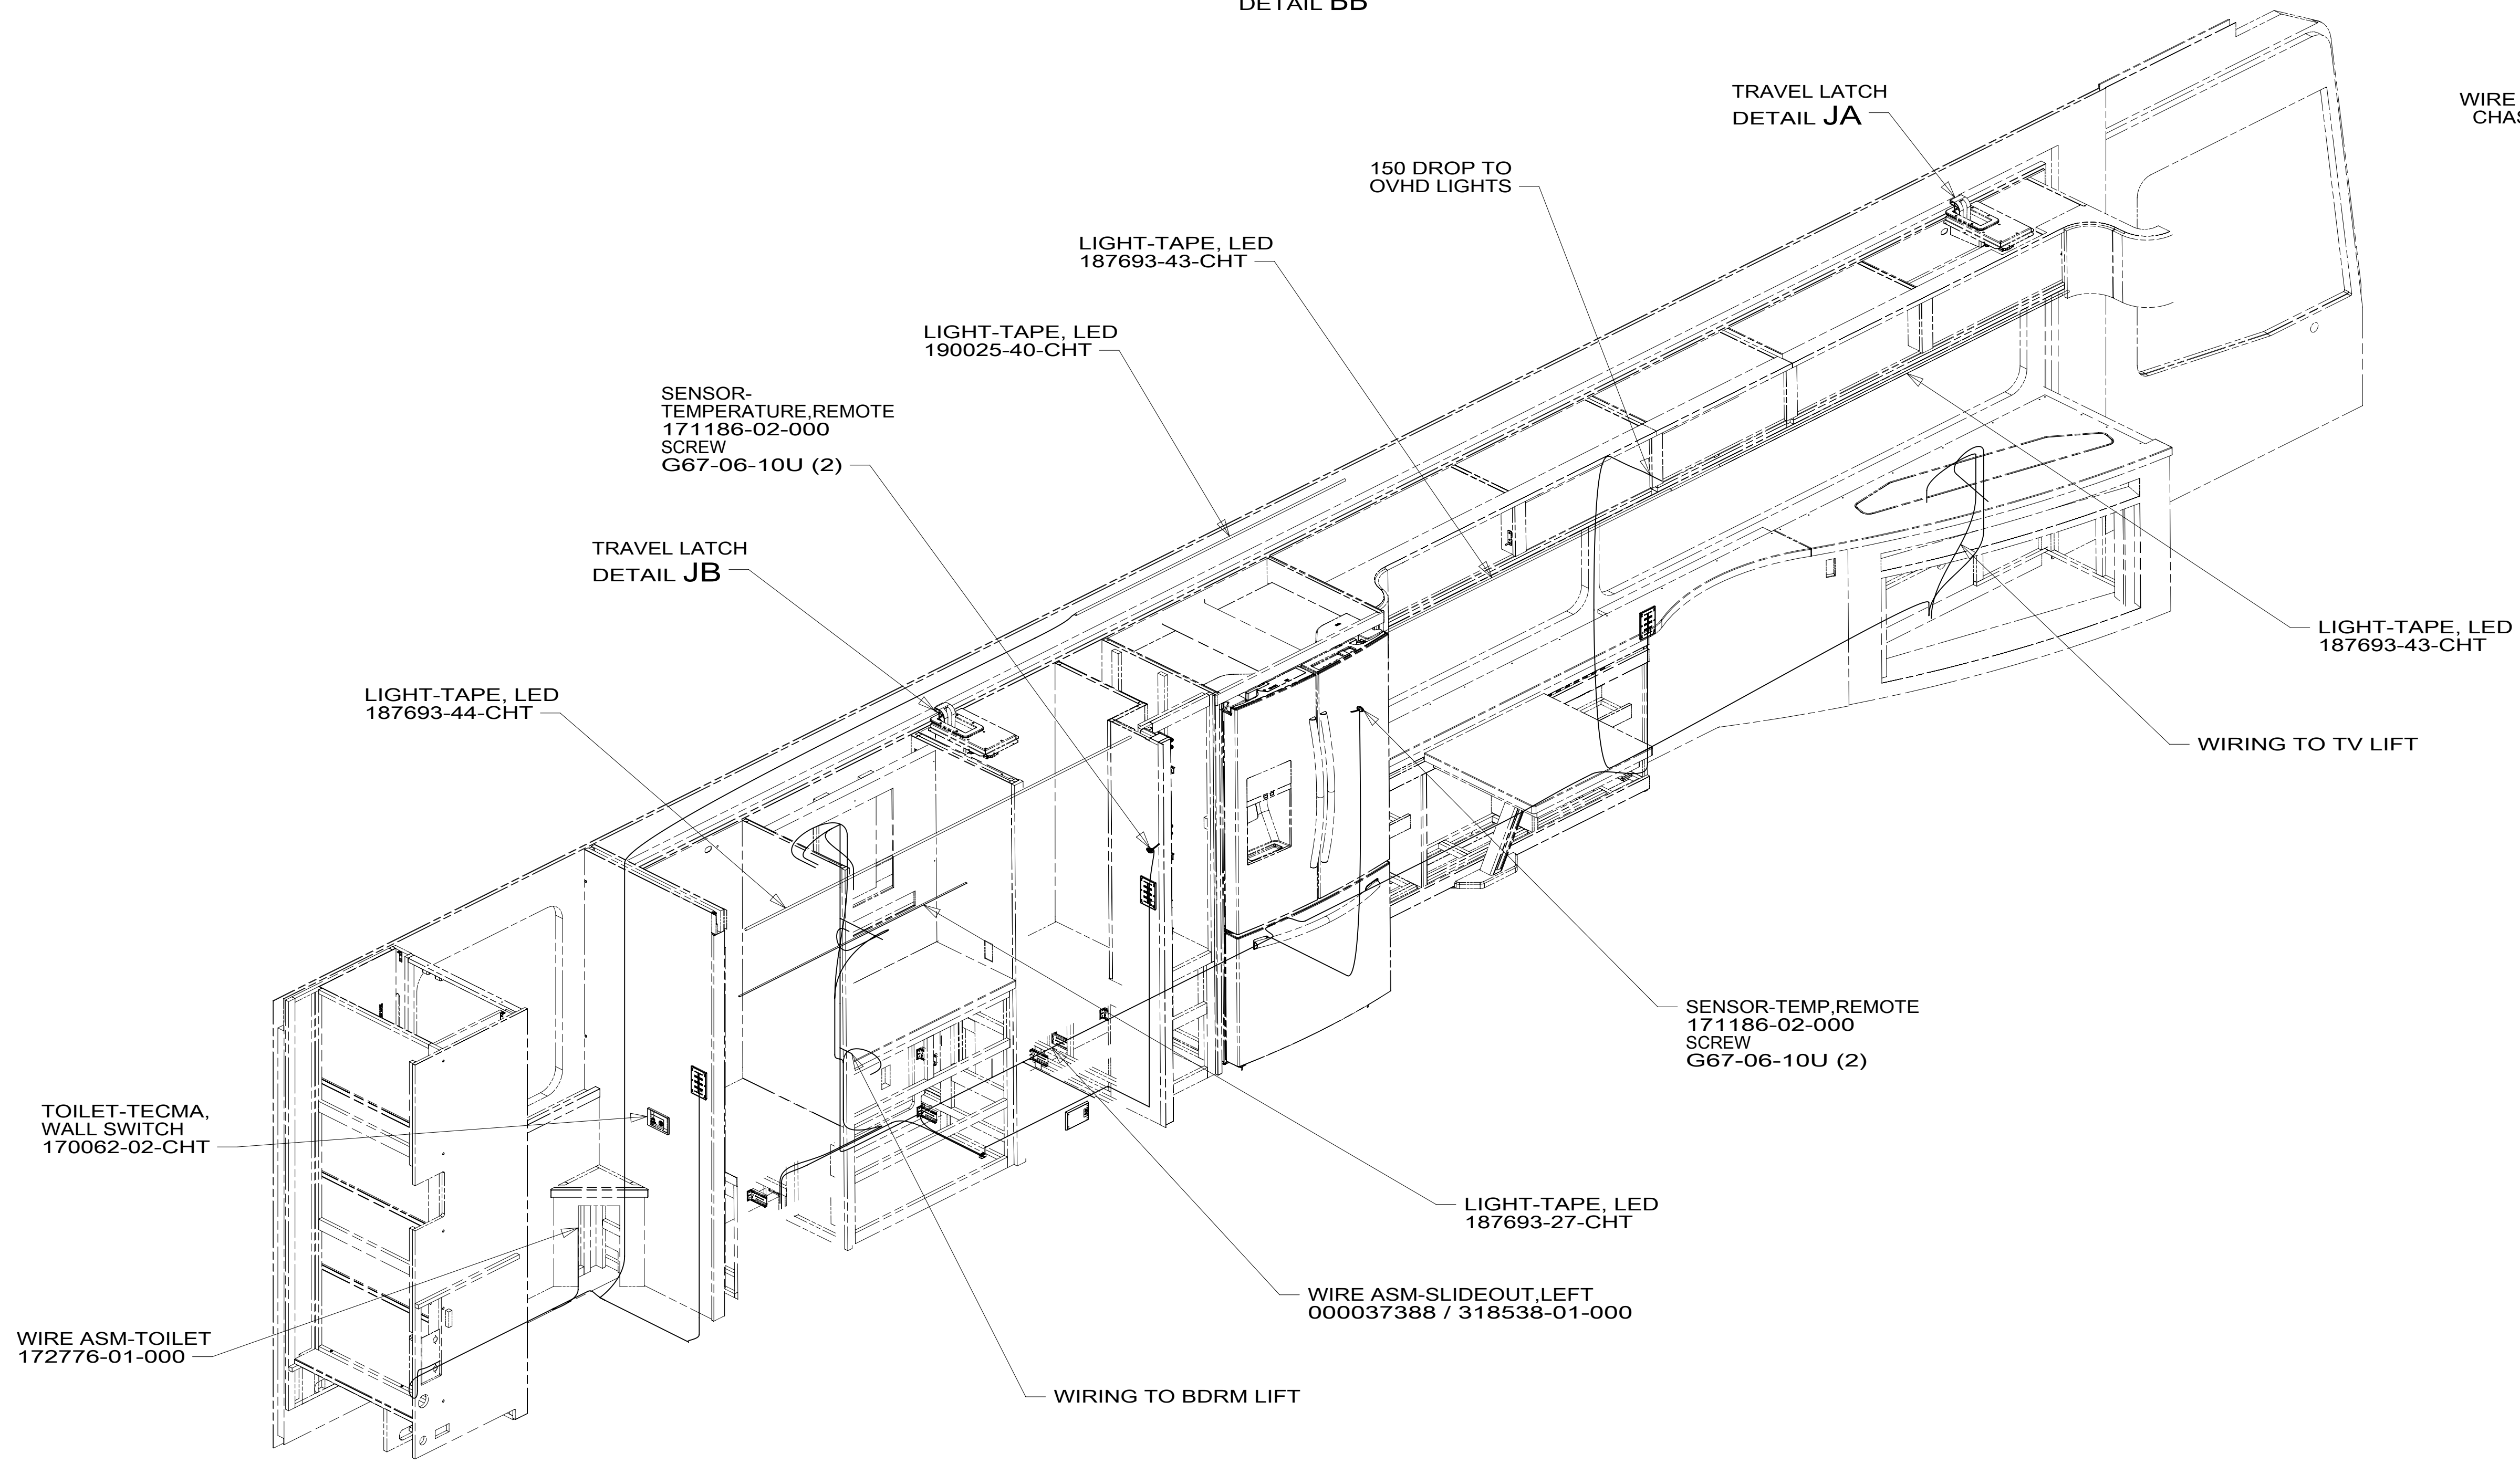 DETAIL BB
TRAVEL LATCH
DETAIL JA
WIRE
CHAS
150 DROP TO
OVHD LIGHTS
LIGHT-TAPE, LED
187693-43-CHT
LIGHT-TAPE, LED
190025-40-CHT
SENSOR-
TEMPERATURE,REMOTE
171186-02-000
SCREW
G67-06-10U (2)
TRAVEL LATCH
DETAIL JB
LIGHT-TAPE, LED
187693-43-CHT
LIGHT-TAPE, LED
187693-44-CHT
WIRING TO TV LIFT
SENSOR-TEMP,REMOTE
171186-02-000
SCREW
G67-06-10U (2)
TOILET-TECMA,
WALL SWITCH
170062-02-CHT
LIGHT-TAPE, LED
187693-27-CHT
WIRE ASM-SLIDEOUT,LEFT
000037388 / 318538-01-000
WIRE ASM-TOILET
172776-01-000
WIRING TO BDRM LIFT